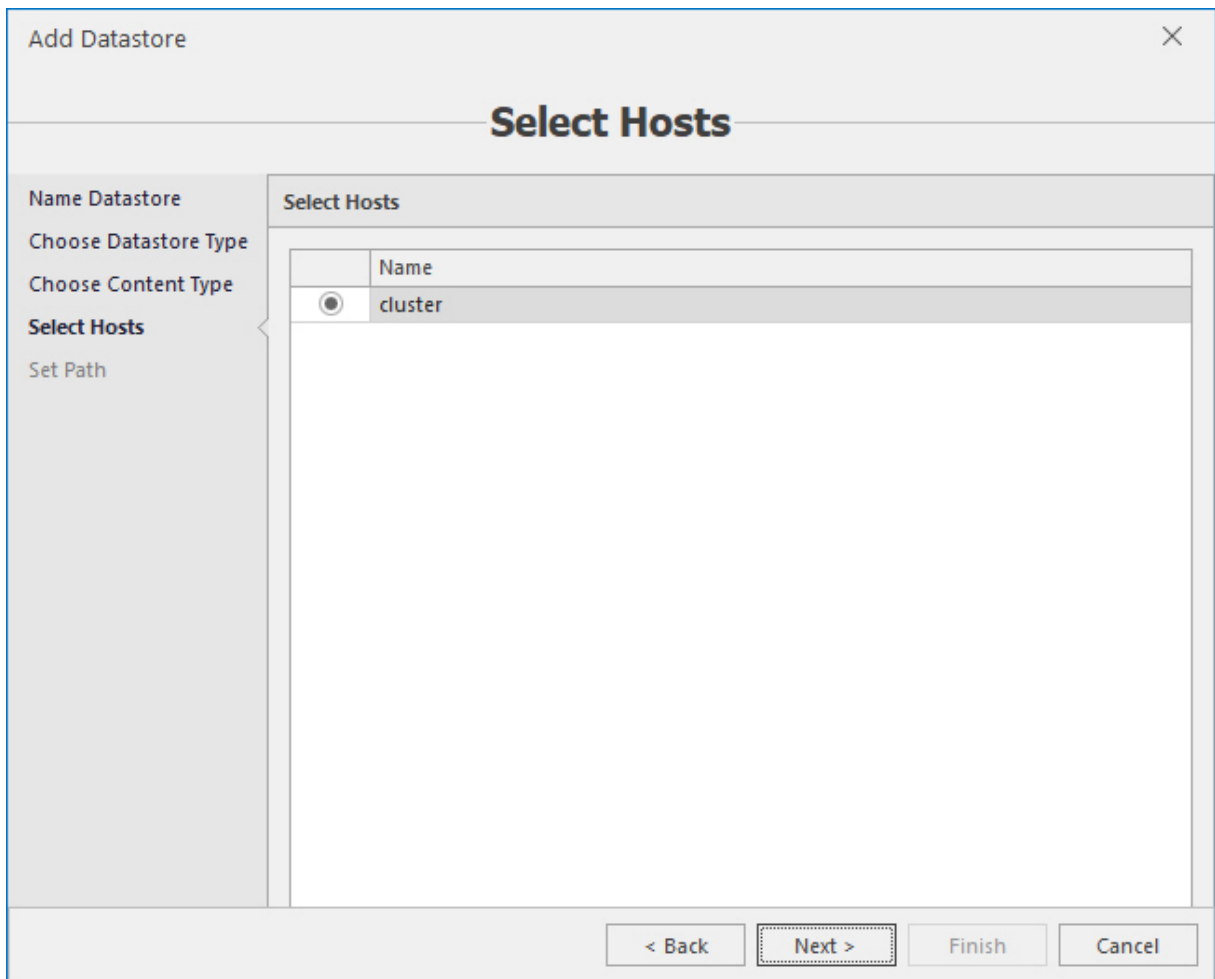 Add Datastore
Select Hosts
Name Datastore
Choose Datastore Type
Choose Content Type
Select Hosts
Set Path
Select Hosts
Name
cluster
< Back
Next >
Finish
Cancel